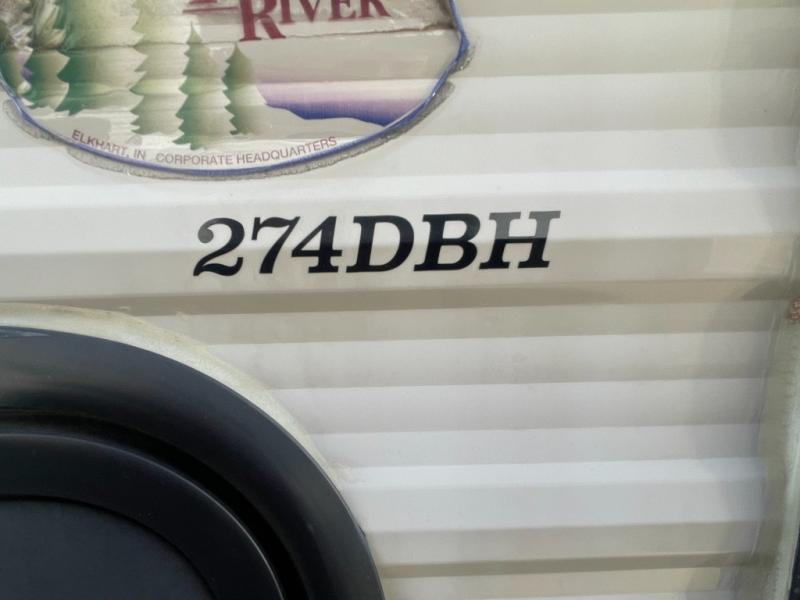 RIVER
ELKHART, IN CORPORATE HEADQUARTERS
274DBH